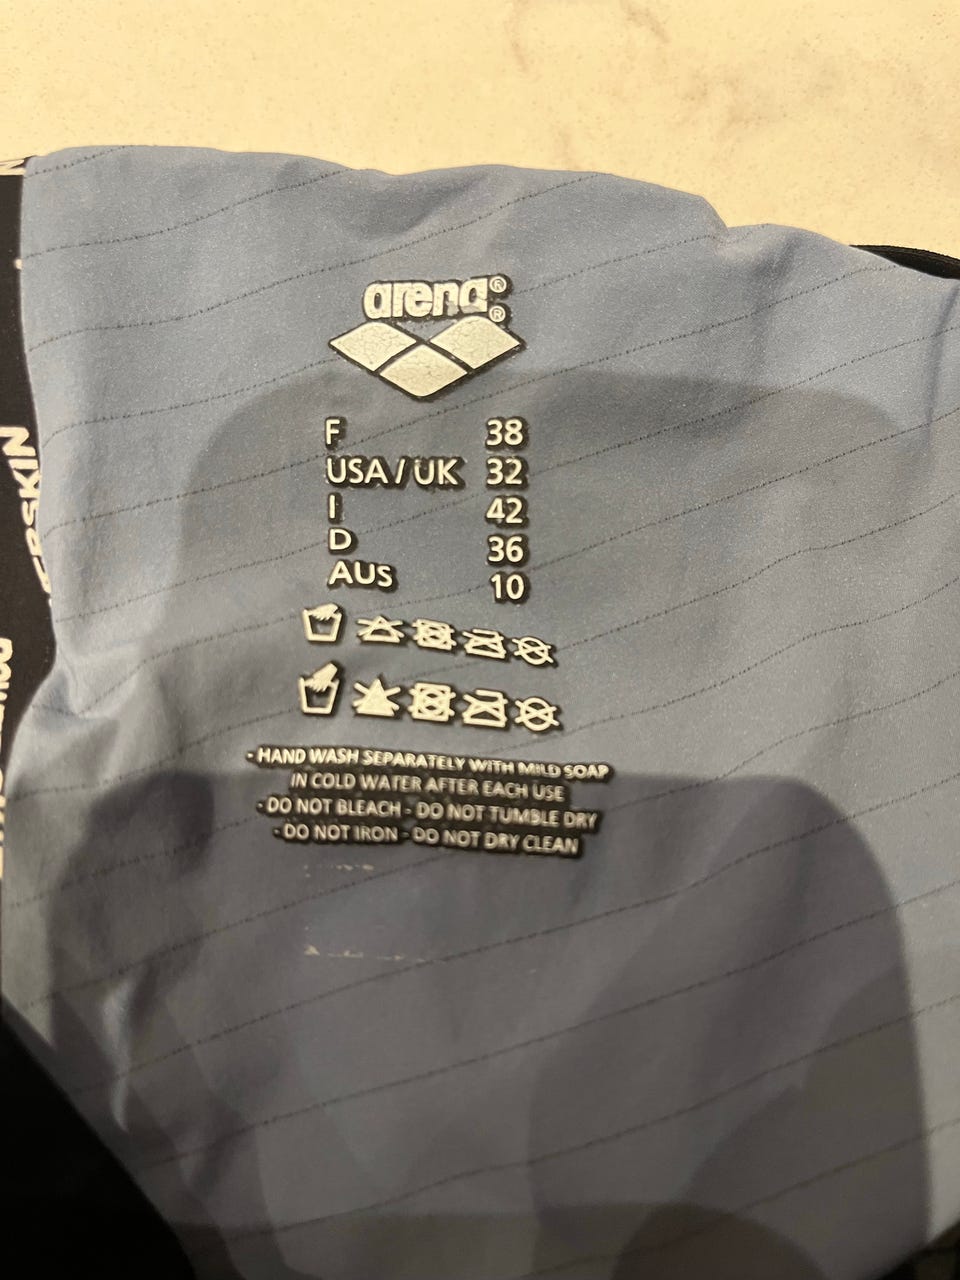 arena®
®
F 38
USA / UK 32
I 42
D 36
AUS 10
- HAND WASH SEPARATELY WITH MILD SOAP
IN COLD WATER AFTER EACH USE
- DO NOT BLEACH - DO NOT TUMBLE DRY
- DO NOT IRON - DO NOT DRY CLEAN